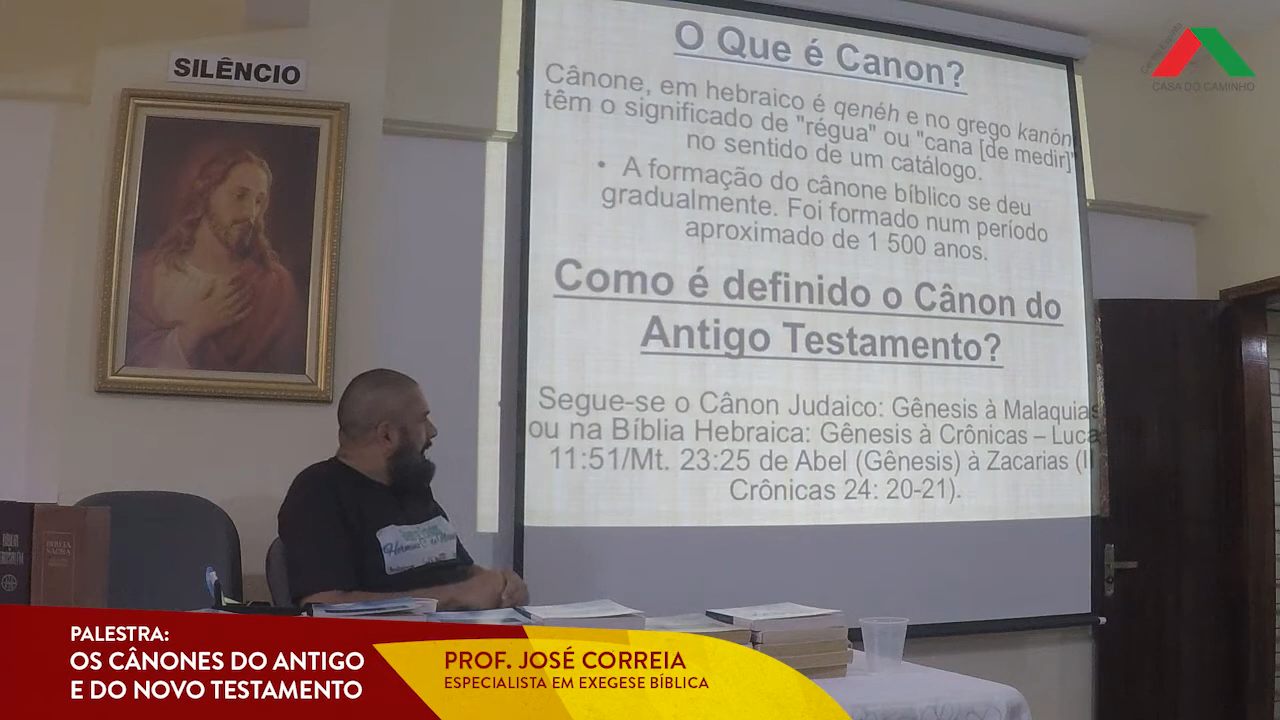 SILÊNCIO
O Que é Canon?
Cânone, em hebraico é qenéh e no grego kanón
têm o significado de "régua" ou "cana [de medir]"
no sentido de um catálogo.
• A formação do cânone bíblico se deu
gradualmente. Foi formado num período
aproximado de 1 500 anos.
Como é definido o Cânon do
Antigo Testamento?
Segue-se o Cânon Judaico: Gênesis à Malaquias
ou na Bíblia Hebraica: Gênesis à Crônicas – Luca
11:51/Mt. 23:25 de Abel (Gênesis) à Zacarias (II
Crônicas 24: 20-21).
CASA DO CAMINHO
BÍBLIA
BÍBLIA
SAGRADA
PALESTRA:
OS CÂNONES DO ANTIGO
E DO NOVO TESTAMENTO
PROF. JOSÉ CORREIA
ESPECIALISTA EM EXEGESE BÍBLICA